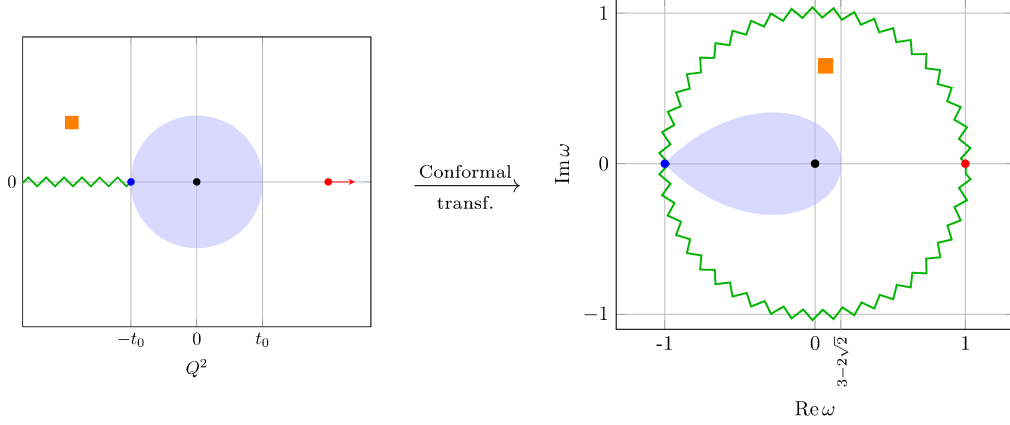 0
−t₀ 0 t₀
Q²
Conformal
transf.
1
0
−1
Im ω
-1 0 3−2√2 1
Re ω